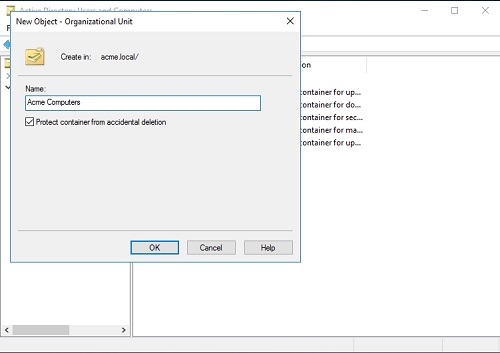 Active Directory Users and Computers
New Object - Organizational Unit
Create in: acme.local/
Name:
Acme Computers
Protect container from accidental deletion
OK Cancel Help
container for up...
container for do...
container for sec...
container for ma...
container for up...